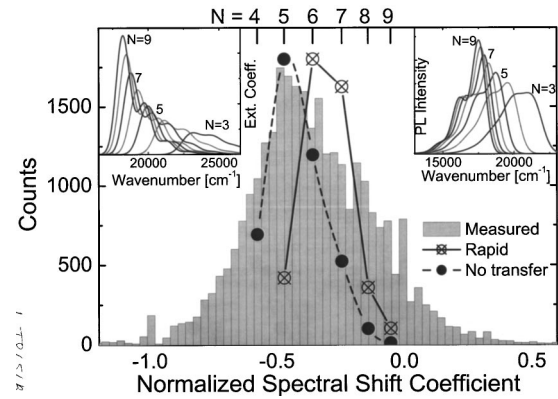 N = 4 5 6 7 8 9
N=9
7
5
N=3
20000 25000
Wavenumber [cm-1]
Ext. Coeff.
PL Intensity
N=9
7
5
N=3
15000 20000
Wavenumber [cm-1]
Measured
Rapid
No transfer
Counts
1500
1000
500
0
-1.0 -0.5 0.0 0.5
Normalized Spectral Shift Coefficient